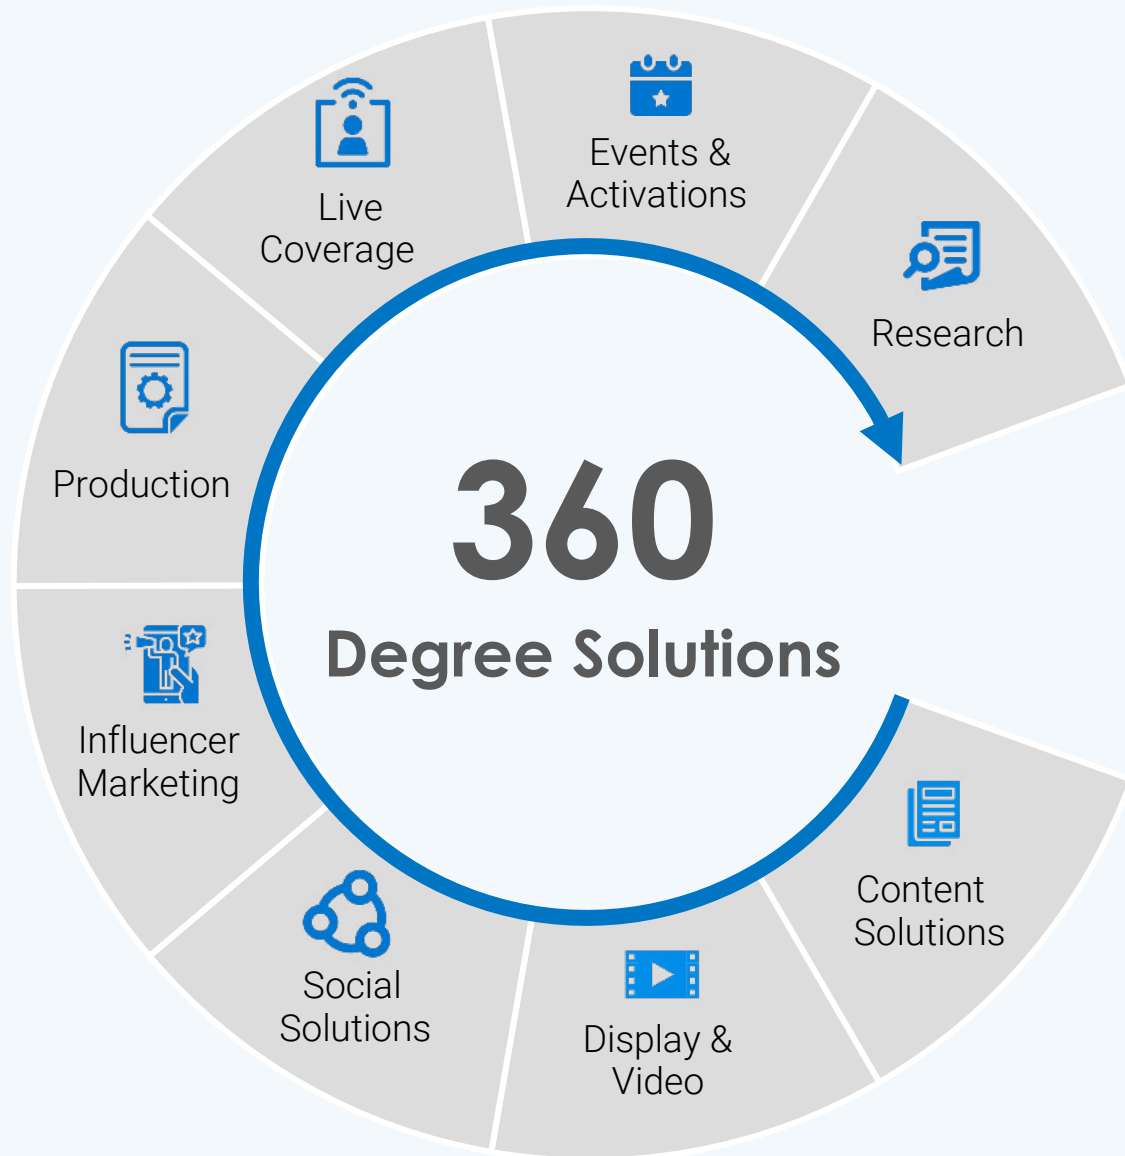 Events &
Activations
Live
Coverage
Research
Production
360
Degree Solutions
Influencer
Marketing
Content
Solutions
Social
Solutions
Display &
Video